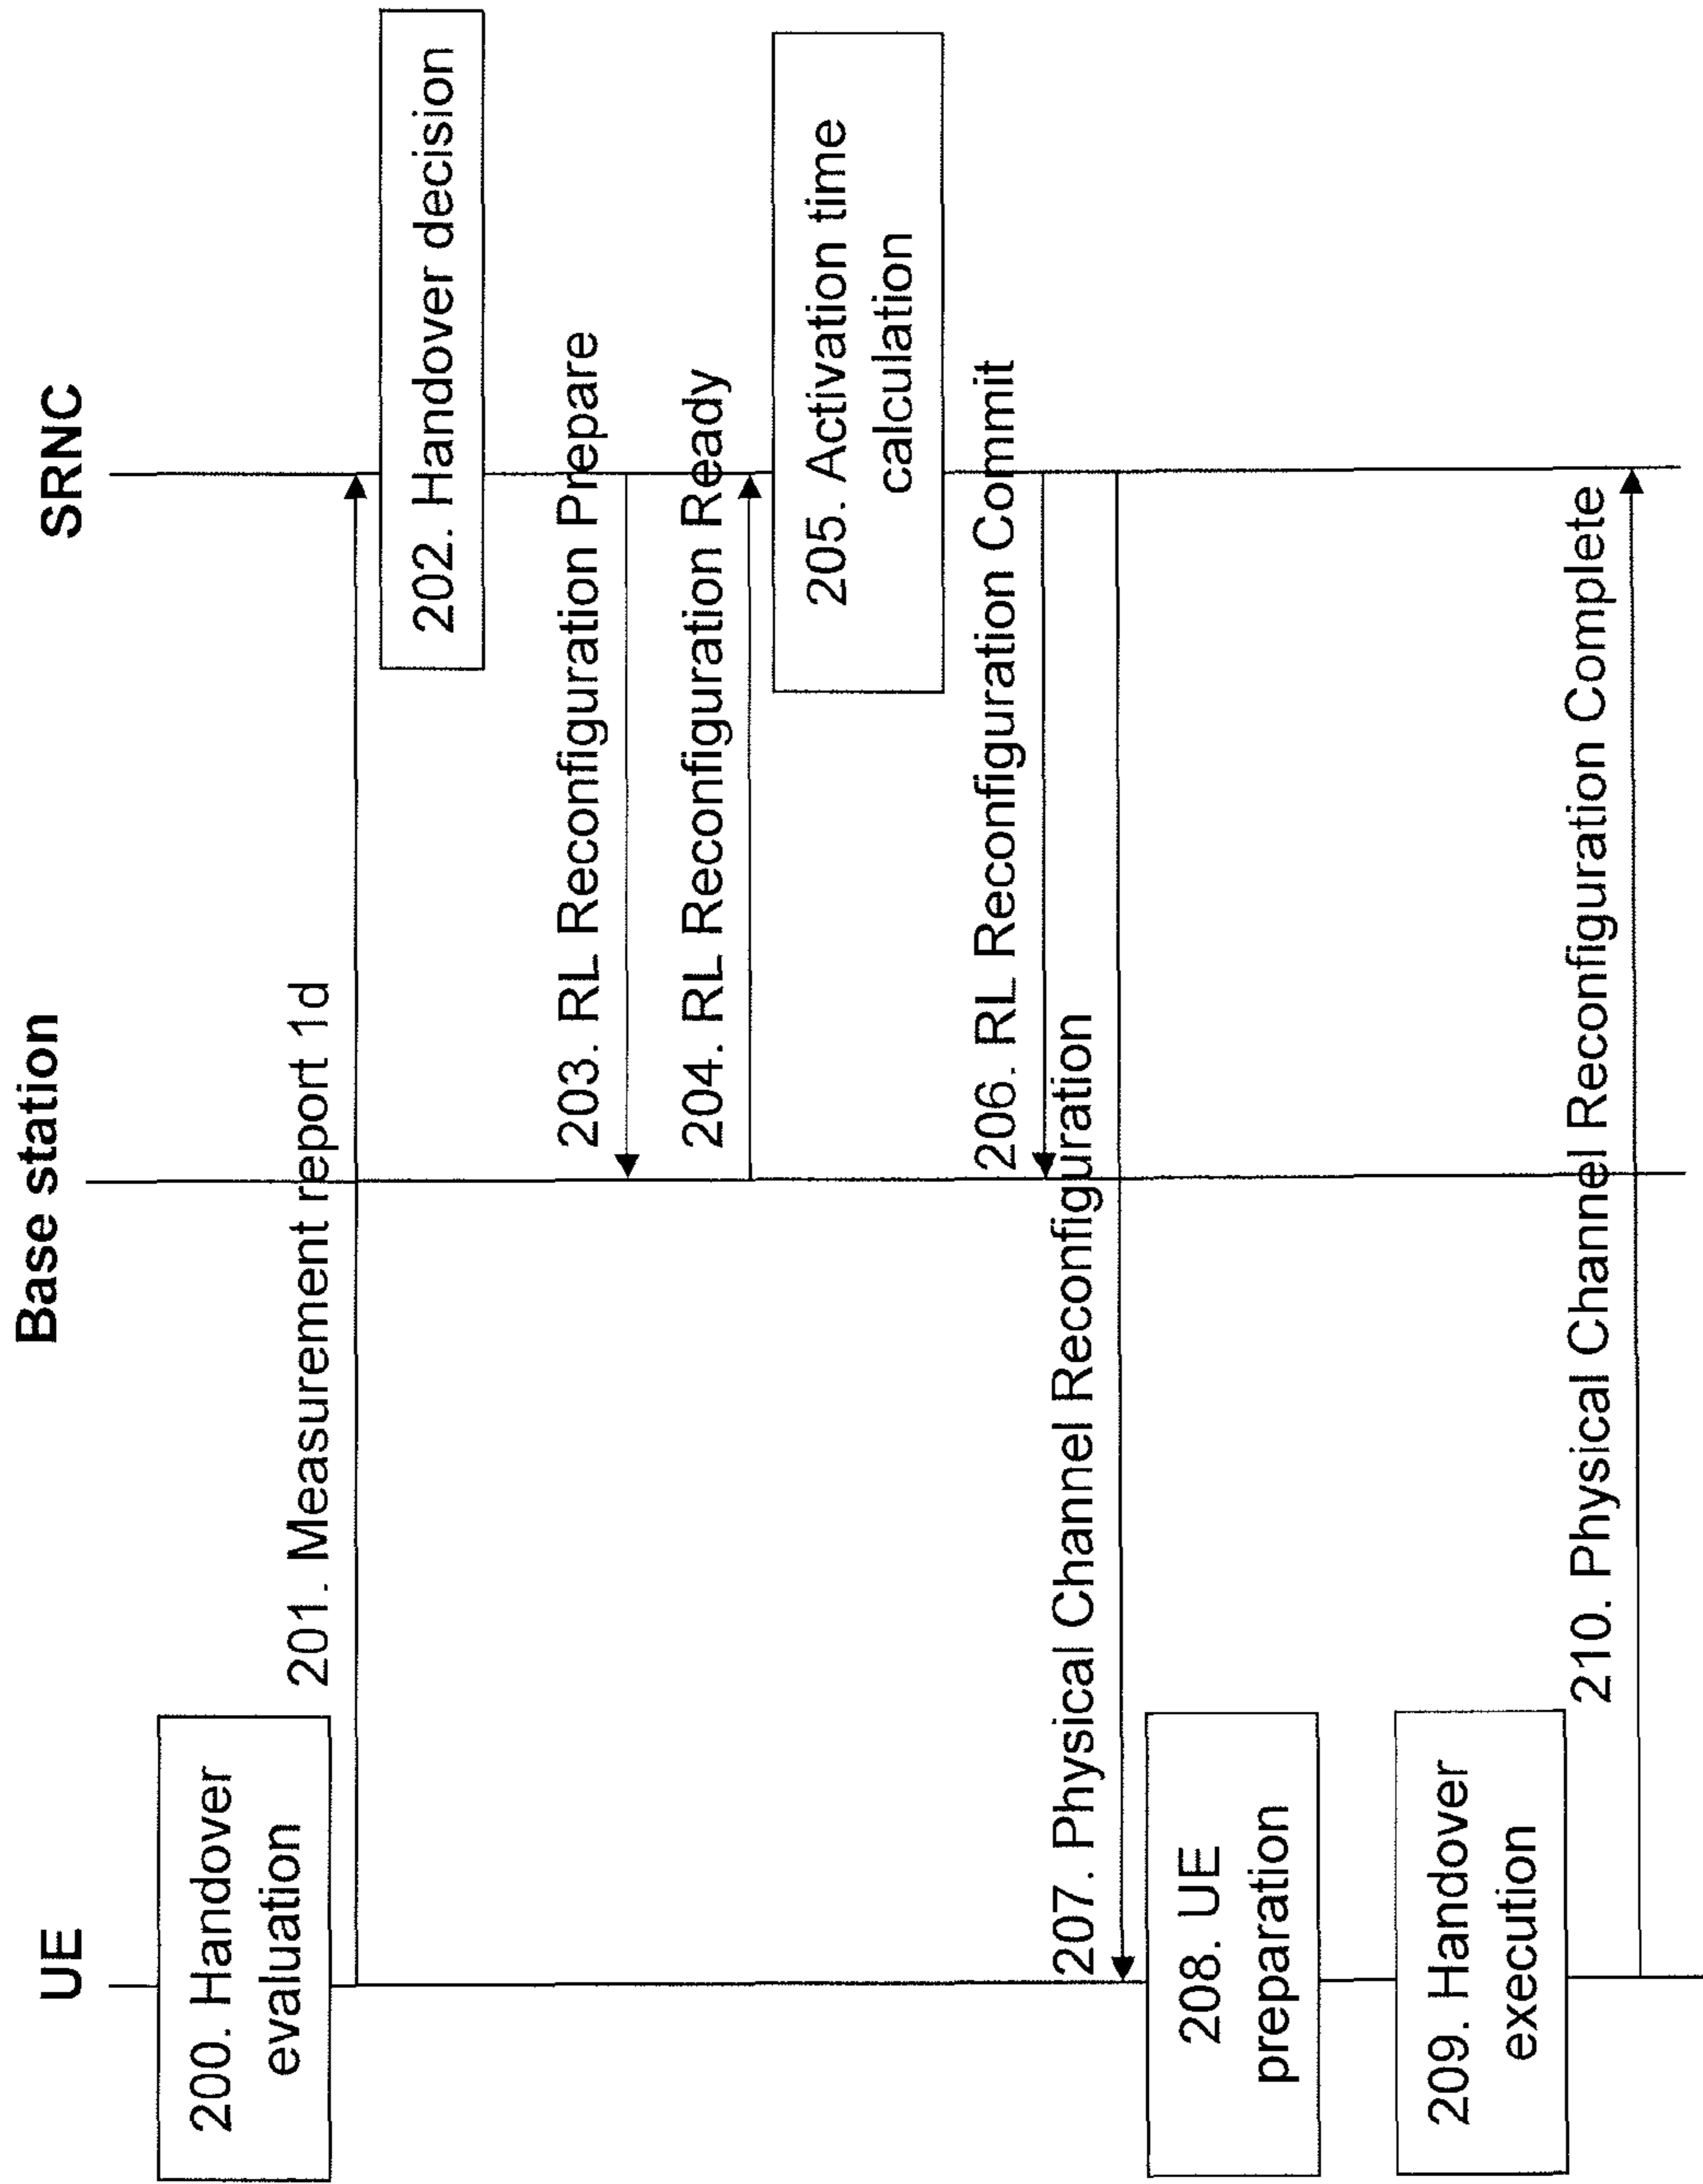 UE
Base station
SRNC
200. Handover
evaluation
201. Measurement report 1d
202. Handover decision
203. RL Reconfiguration Prepare
204. RL Reconfiguration Ready
205. Activation time
calculation
206. RL Reconfiguration Commit
207. Physical Channel Reconfiguration
208. UE
preparation
209. Handover
execution
210. Physical Channel Reconfiguration Complete